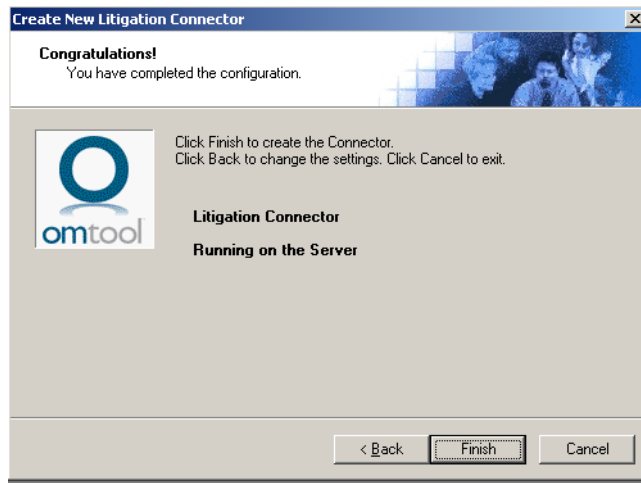 Create New Litigation Connector
Congratulations!
You have completed the configuration.
Click Finish to create the Connector.
Click Back to change the settings. Click Cancel to exit.
omtool
Litigation Connector
Running on the Server
< Back
Finish
Cancel